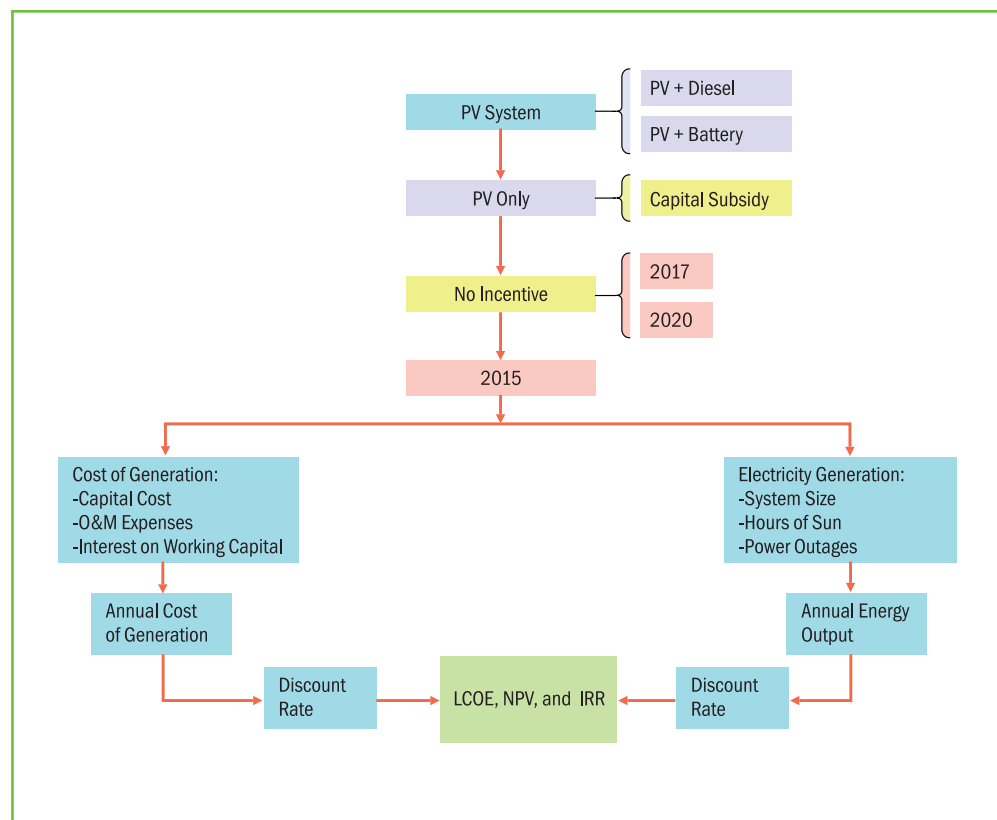 PV System
PV + Diesel
PV + Battery
PV Only
Capital Subsidy
No Incentive
2017
2020
2015
Cost of Generation:
-Capital Cost
-O&M Expenses
-Interest on Working Capital
Electricity Generation:
-System Size
-Hours of Sun
-Power Outages
Annual Cost
of Generation
Annual Energy
Output
Discount
Rate
LCOE, NPV, and IRR
Discount
Rate